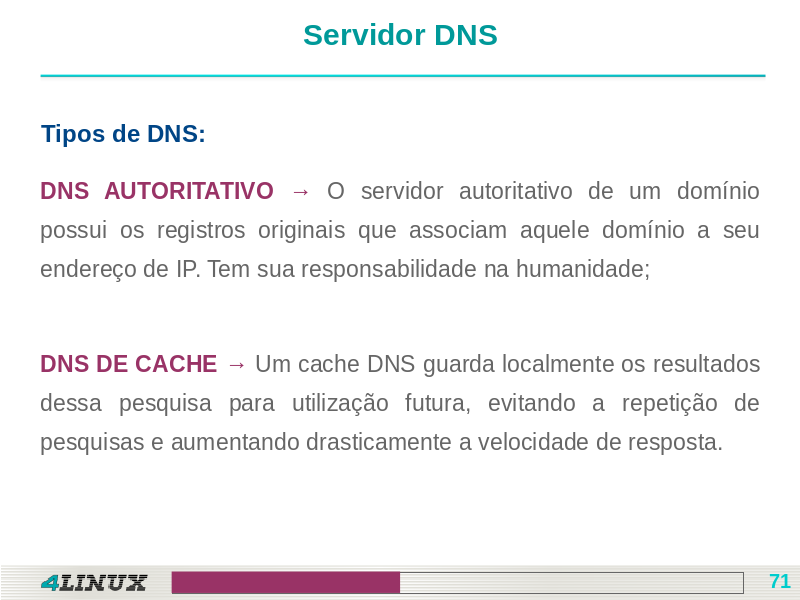 Servidor DNS
Tipos de DNS:
DNS AUTORITATIVO → O servidor autoritativo de um domínio
possui os registros originais que associam aquele domínio a seu
endereço de IP. Tem sua responsabilidade na humanidade;
DNS DE CACHE → Um cache DNS guarda localmente os resultados
dessa pesquisa para utilização futura, evitando a repetição de
pesquisas e aumentando drasticamente a velocidade de resposta.
4LINUX
71